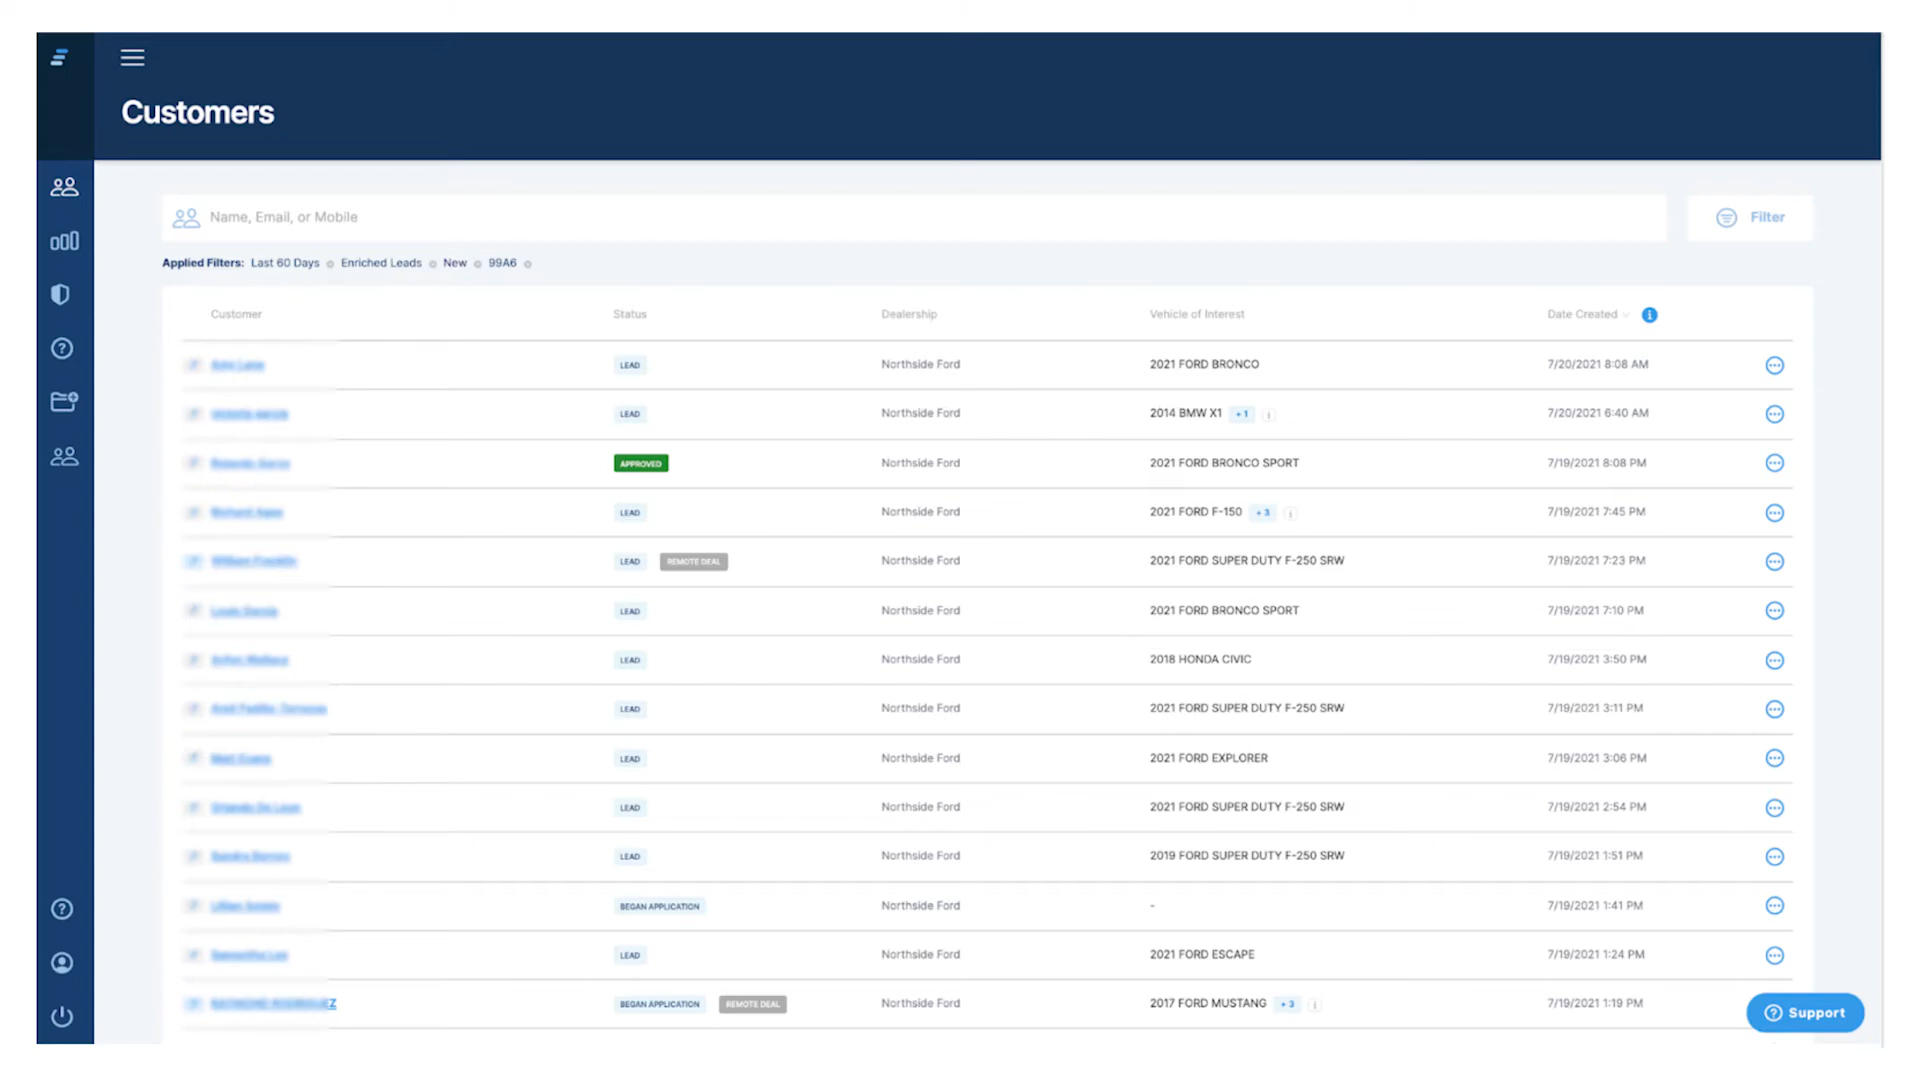 Customers
Name, Email, or Mobile
Filter
Applied Filters: Last 60 Days Enriched Leads New 99A6
Customer Status Dealership Vehicle of Interest Date Created
LEAD Northside Ford 2021 FORD BRONCO 7/20/2021 8:08 AM
LEAD Northside Ford 2014 BMW X1 + 1 7/20/2021 6:40 AM
APPROVED Northside Ford 2021 FORD BRONCO SPORT 7/19/2021 8:08 PM
LEAD Northside Ford 2021 FORD F-150 + 3 7/19/2021 7:45 PM
LEAD REMOTE DEAL Northside Ford 2021 FORD SUPER DUTY F-250 SRW 7/19/2021 7:23 PM
LEAD Northside Ford 2021 FORD BRONCO SPORT 7/19/2021 7:10 PM
LEAD Northside Ford 2018 HONDA CIVIC 7/19/2021 3:50 PM
LEAD Northside Ford 2021 FORD SUPER DUTY F-250 SRW 7/19/2021 3:11 PM
LEAD Northside Ford 2021 FORD EXPLORER 7/19/2021 3:06 PM
LEAD Northside Ford 2021 FORD SUPER DUTY F-250 SRW 7/19/2021 2:54 PM
LEAD Northside Ford 2019 FORD SUPER DUTY F-250 SRW 7/19/2021 1:51 PM
BEGAN APPLICATION Northside Ford - 7/19/2021 1:41 PM
LEAD Northside Ford 2021 FORD ESCAPE 7/19/2021 1:24 PM
BEGAN APPLICATION REMOTE DEAL Northside Ford 2017 FORD MUSTANG + 3 7/19/2021 1:19 PM
Support